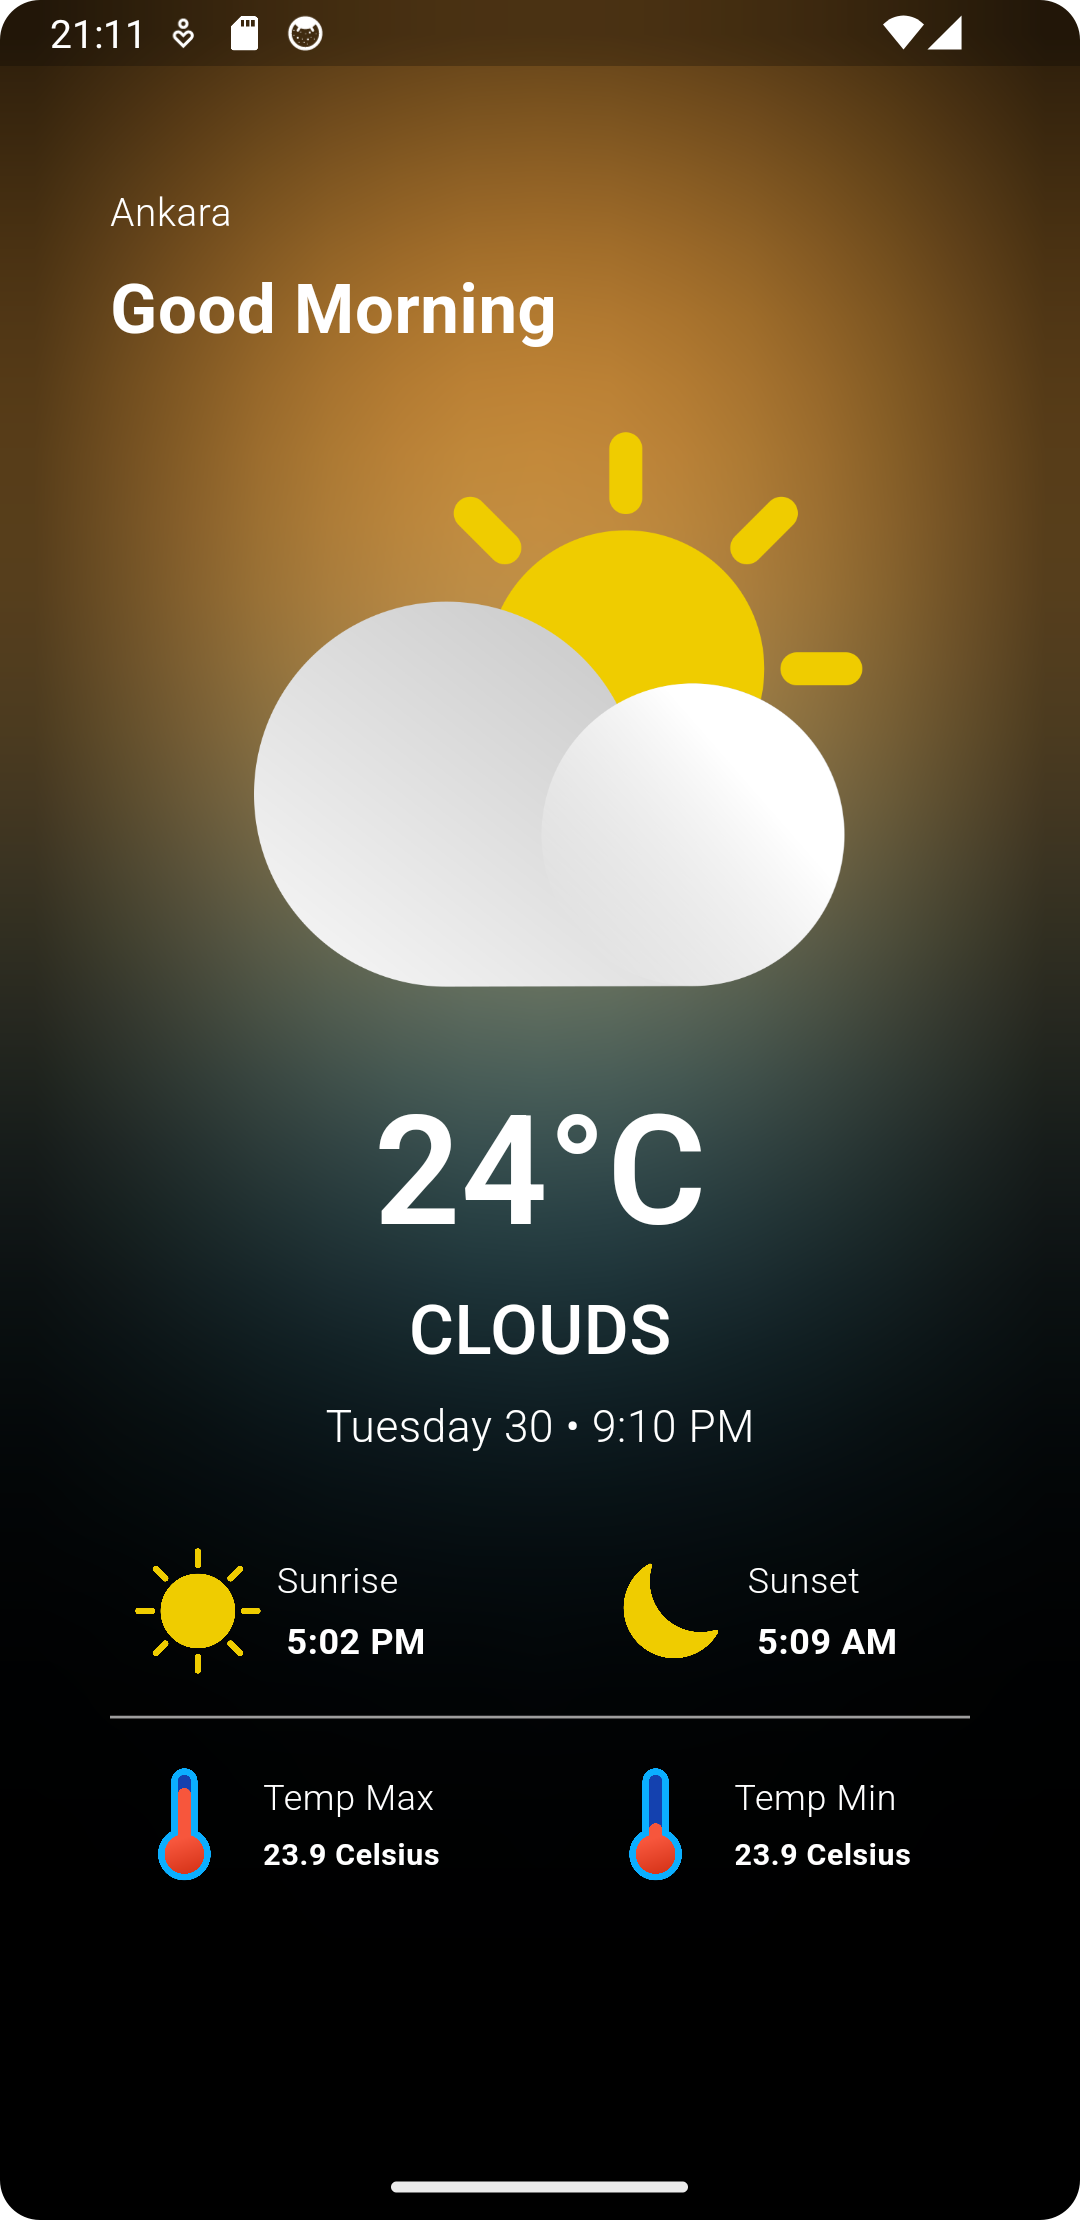 21:11
Ankara
Good Morning
24°C
CLOUDS
Tuesday 30 • 9:10 PM
Sunrise
5:02 PM
Sunset
5:09 AM
Temp Max
23.9 Celsius
Temp Min
23.9 Celsius